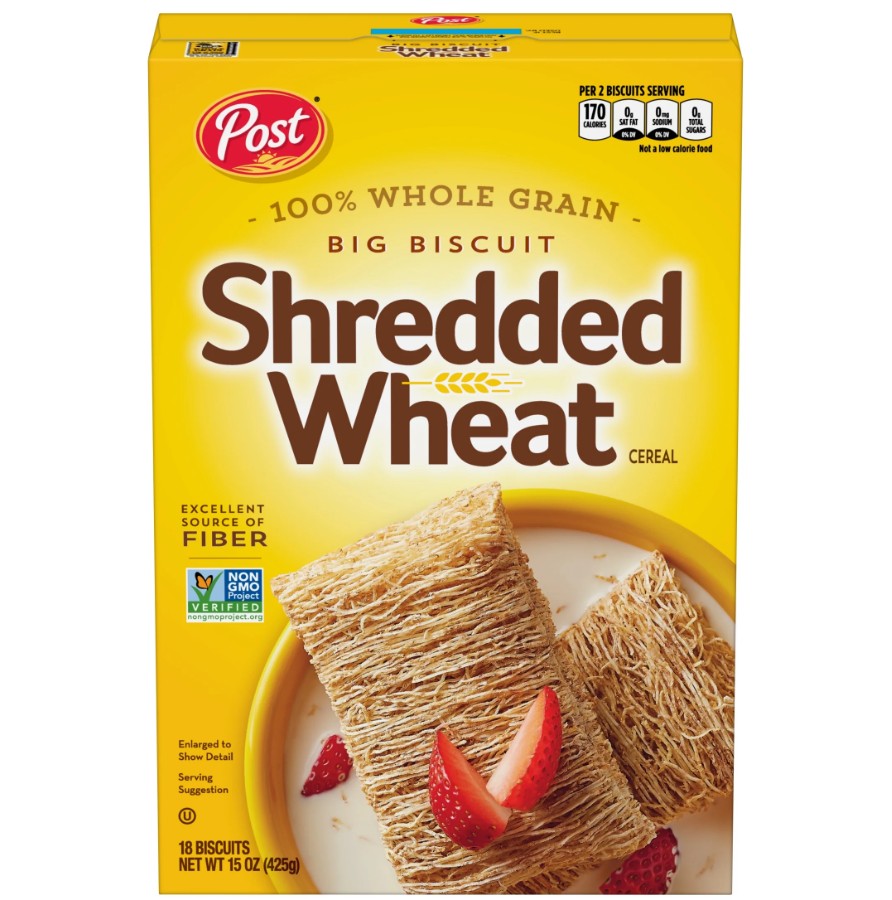 Post
BIG BISCUIT
Shredded
Wheat
Post
PER 2 BISCUITS SERVING
170
CALORIES
0g
SAT FAT
0% DV
0mg
SODIUM
0% DV
0g
TOTAL
SUGARS
Not a low calorie food
- 100% WHOLE GRAIN -
BIG BISCUIT
Shredded
Wheat
CEREAL
EXCELLENT
SOURCE OF
FIBER
NON
GMO
Project
VERIFIED
nongmoproject.org
Enlarged to
Show Detail
Serving
Suggestion
U
18 BISCUITS
NET WT 15 OZ (425g)